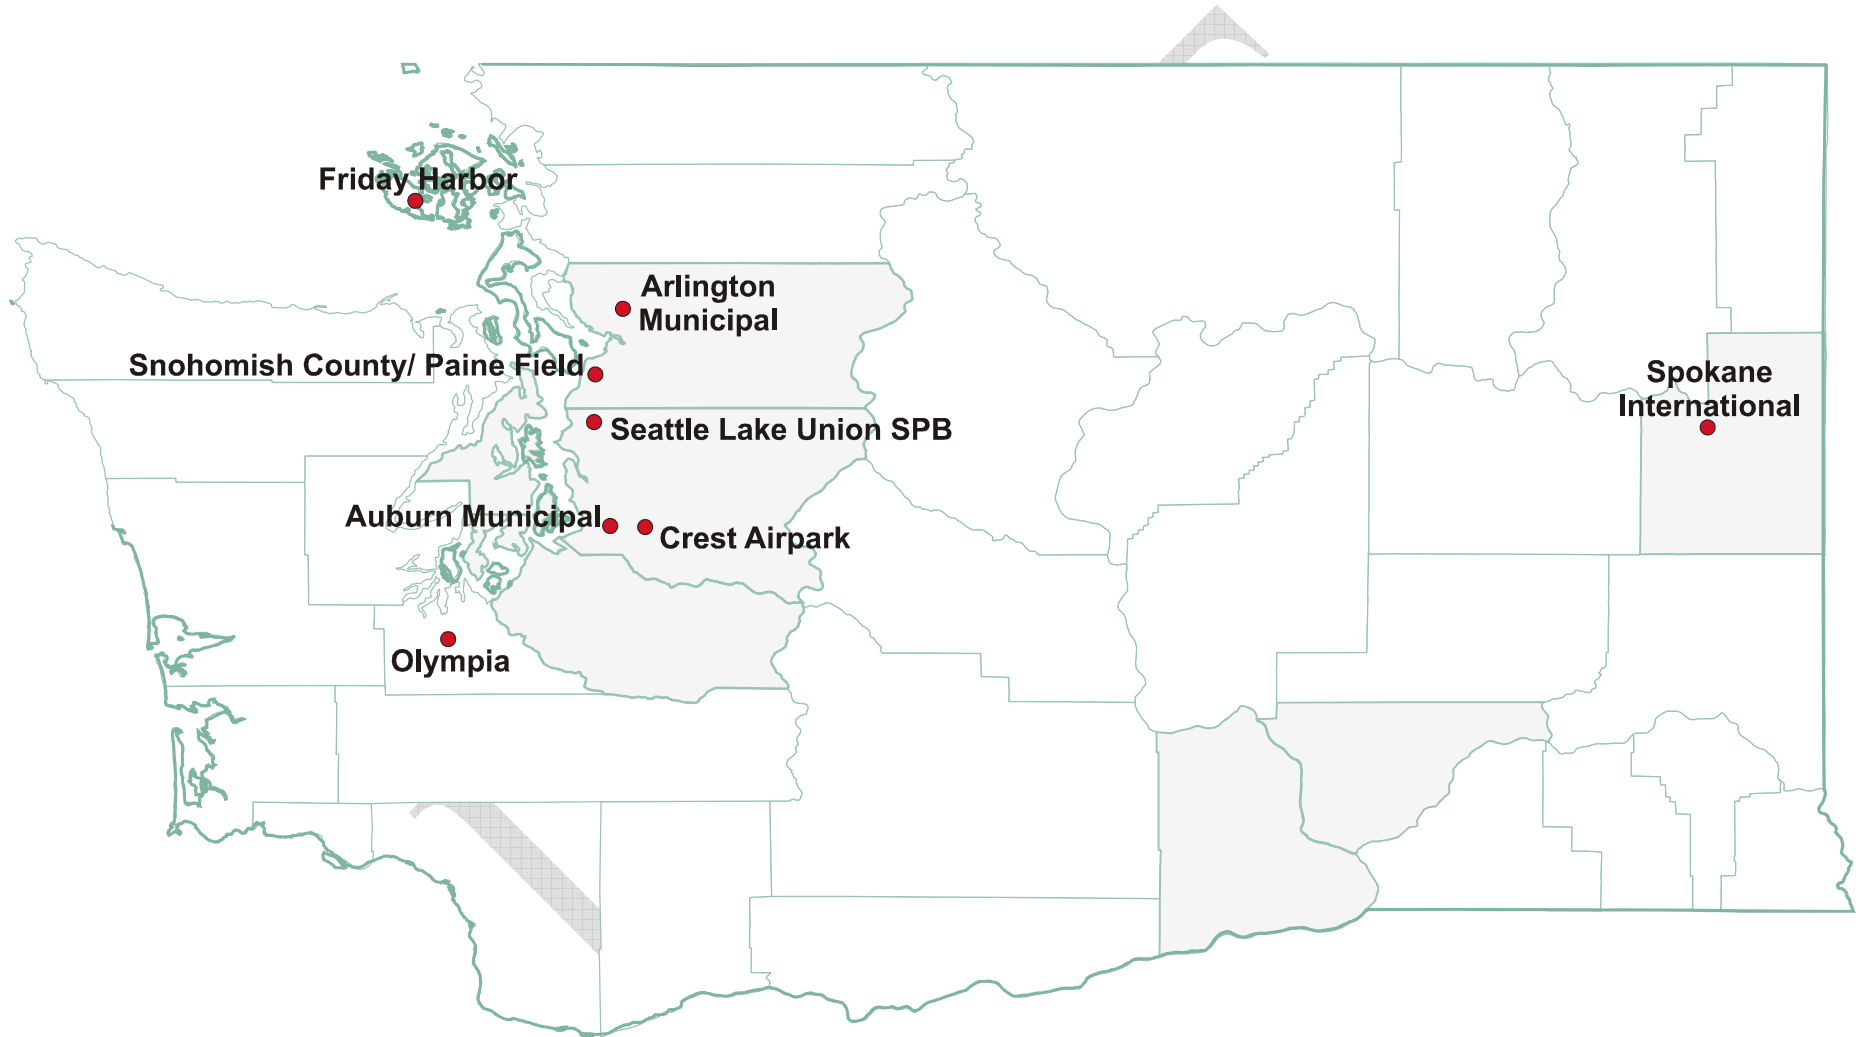 Friday Harbor
Arlington
Municipal
Snohomish County/ Paine Field
Spokane
International
Seattle Lake Union SPB
Auburn Municipal
Crest Airpark
Olympia